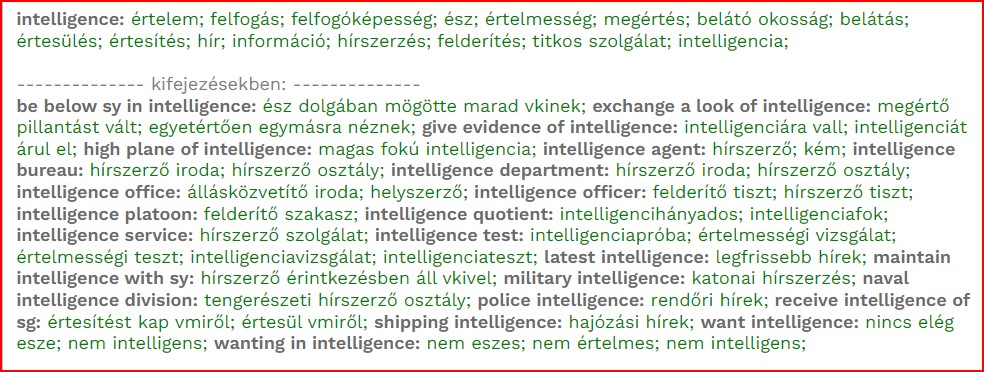 intelligence: értelem; felfogás; felfogóképesség; ész; értelmesség; megértés; belátó okosság; belátás;
értesülés; értesítés; hír; információ; hírszerzés; felderítés; titkos szolgálat; intelligencia;
-------------- kifejezésekben: --------------
be below sy in intelligence: ész dolgában mögötte marad vkinek; exchange a look of intelligence: megértő
pillantást vált; egyetértően egymásra néznek; give evidence of intelligence: intelligenciára vall; intelligenciát
árul el; high plane of intelligence: magas fokú intelligencia; intelligence agent: hírszerző; kém; intelligence
bureau: hírszerző iroda; hírszerző osztály; intelligence department: hírszerző iroda; hírszerző osztály;
intelligence office: állásközvetítő iroda; helyszerző; intelligence officer: felderítő tiszt; hírszerző tiszt;
intelligence platoon: felderítő szakasz; intelligence quotient: intelligencihányados; intelligenciafok;
intelligence service: hírszerző szolgálat; intelligence test: intelligenciapróba; értelmességi vizsgálat;
értelmességi teszt; intelligenciavizsgálat; intelligenciateszt; latest intelligence: legfrissebb hírek; maintain
intelligence with sy: hírszerző érintkezésben áll vkivel; military intelligence: katonai hírszerzés; naval
intelligence division: tengerészeti hírszerző osztály; police intelligence: rendőri hírek; receive intelligence of
sg: értesítést kap vmiről; értesül vmiről; shipping intelligence: hajózási hírek; want intelligence: nincs elég
esze; nem intelligens; wanting in intelligence: nem eszes; nem értelmes; nem intelligens;